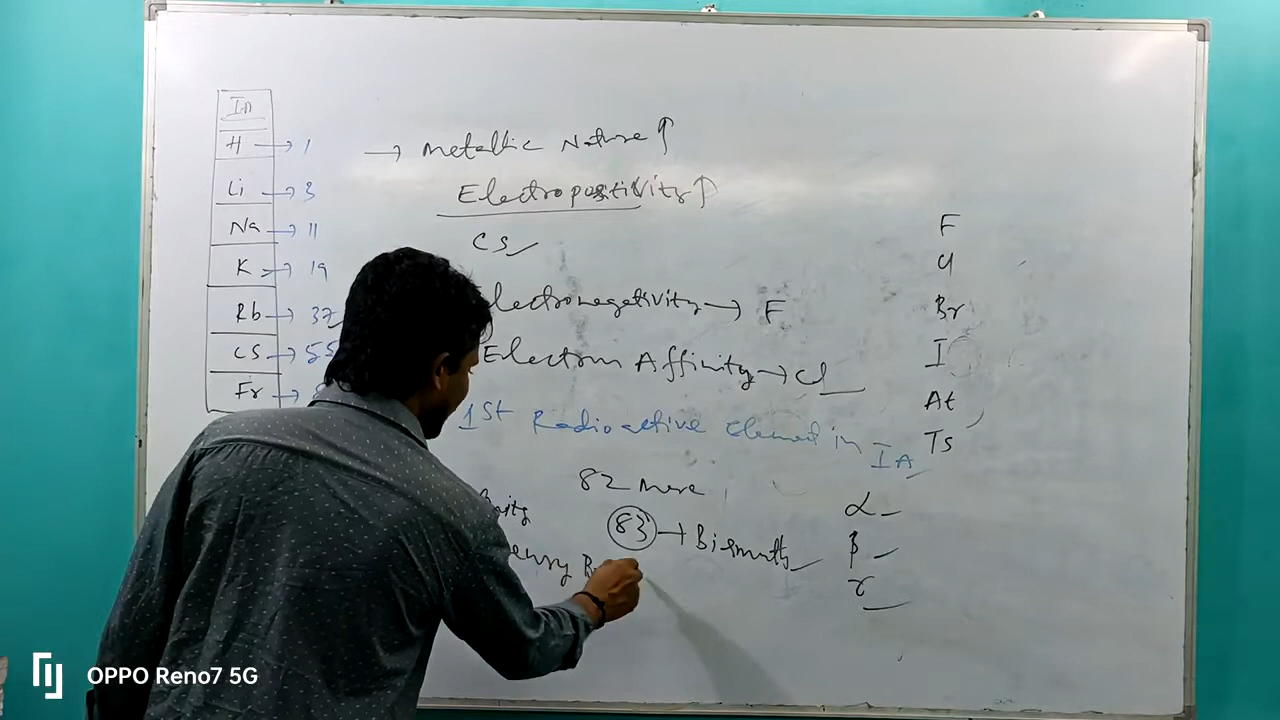 IA
H → 1
Li → 3
Na → 11
K → 19
Rb → 37
Cs → 55
Fr →
→ Metallic Nature ↑
Electropositivity ↑
Cs
lectronegativity → F
Electron Affinity → Cl
1st Radioactive Element in IA
82 more
83 → Bismuth
F
Cl
Br
I
At
Ts
α
β
γ
OPPO Reno7 5G